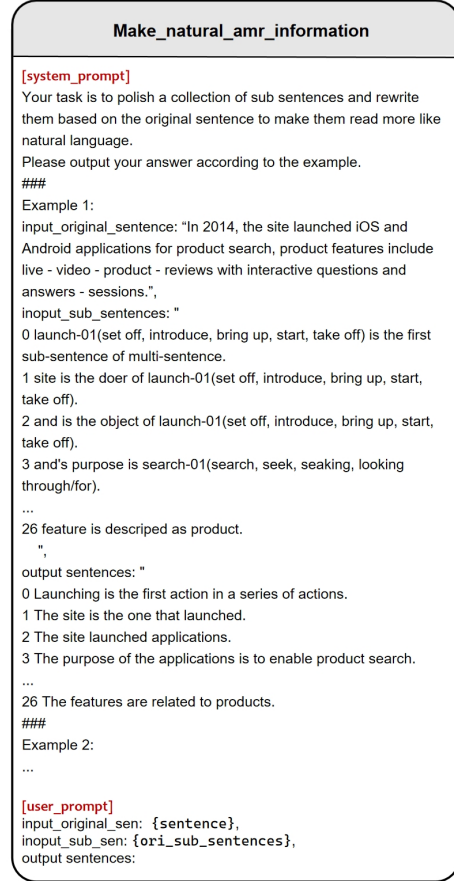 Make_natural_amr_information
[system_prompt]
Your task is to polish a collection of sub sentences and rewrite
them based on the original sentence to make them read more like
natural language.
Please output your answer according to the example.
###
Example 1:
input_original_sentence: “In 2014, the site launched iOS and
Android applications for product search, product features include
live - video - product - reviews with interactive questions and
answers - sessions.”,
inoput_sub_sentences: "
0 launch-01(set off, introduce, bring up, start, take off) is the first
sub-sentence of multi-sentence.
1 site is the doer of launch-01(set off, introduce, bring up, start,
take off).
2 and is the object of launch-01(set off, introduce, bring up, start,
take off).
3 and's purpose is search-01(search, seek, seaking, looking
through/for).
...
26 feature is descriped as product.
",
output sentences: "
0 Launching is the first action in a series of actions.
1 The site is the one that launched.
2 The site launched applications.
3 The purpose of the applications is to enable product search.
...
26 The features are related to products.
###
Example 2:
...
[user_prompt]
input_original_sen: {sentence},
inoput_sub_sen: {ori_sub_sentences},
output sentences: